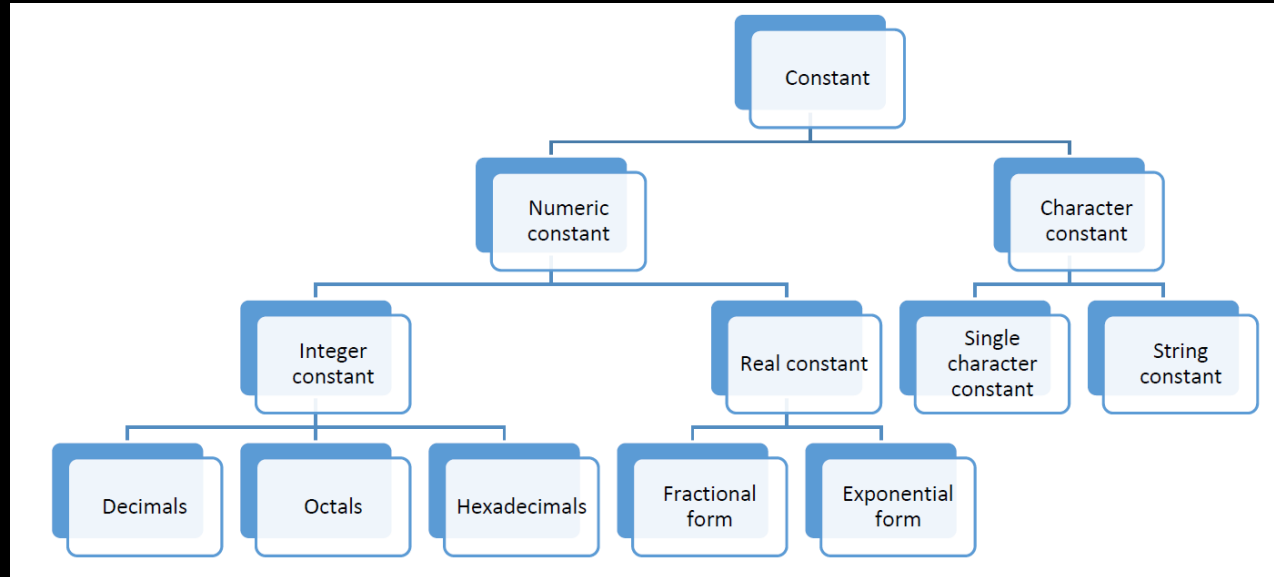 Constant
Numeric
constant
Character
constant
Integer
constant
Real constant
Single
character
constant
String
constant
Decimals
Octals
Hexadecimals
Fractional
form
Exponential
form